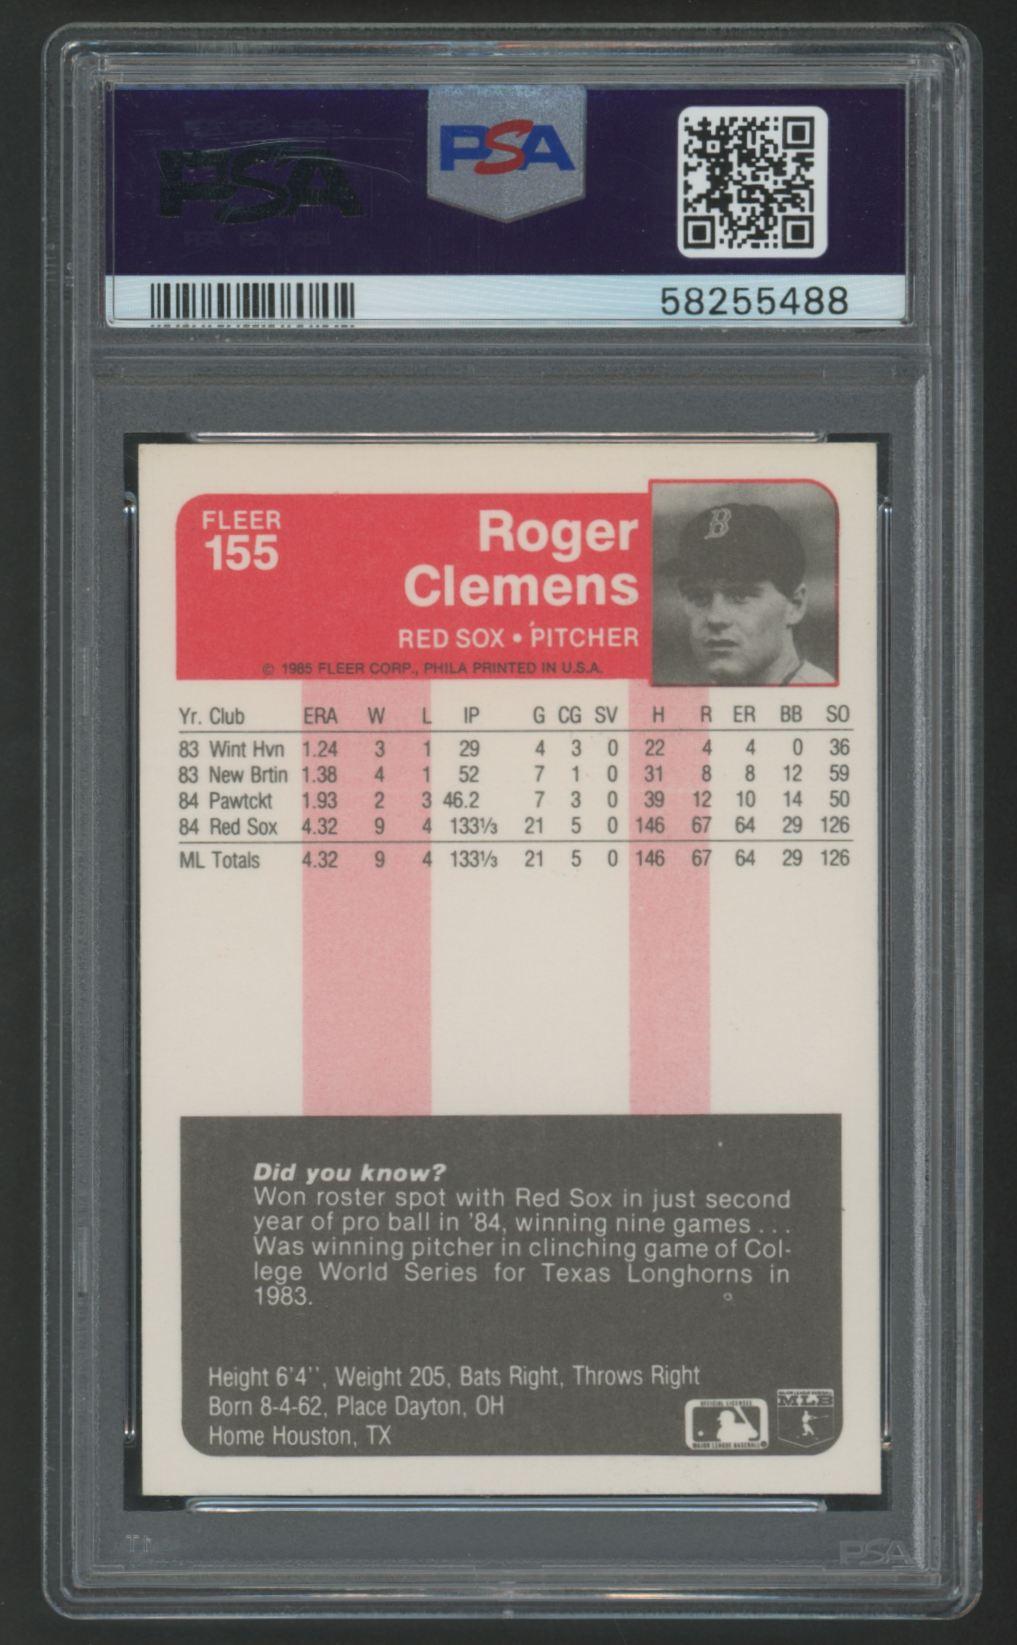 PSA
PSA
58255488
FLEER
155
Roger
Clemens
RED SOX • PITCHER
© 1985 FLEER CORP., PHILA PRINTED IN U.S.A.
Yr. Club ERA W L IP G CG SV H R ER BB SO
83 Wint Hvn 1.24 3 1 29 4 3 0 22 4 4 0 36
83 New Brtin 1.38 4 1 52 7 1 0 31 8 8 12 59
84 Pawtckt 1.93 2 3 46.2 7 3 0 39 12 10 14 50
84 Red Sox 4.32 9 4 133⅓ 21 5 0 146 67 64 29 126
ML Totals 4.32 9 4 133⅓ 21 5 0 146 67 64 29 126
Did you know?
Won roster spot with Red Sox in just second
year of pro ball in '84, winning nine games ...
Was winning pitcher in clinching game of Col-
lege World Series for Texas Longhorns in
1983.
Height 6'4'', Weight 205, Bats Right, Throws Right
Born 8-4-62, Place Dayton, OH
Home Houston, TX
OFFICIAL LICENSEE
MAJOR LEAGUE BASEBALL
MLB
PSA